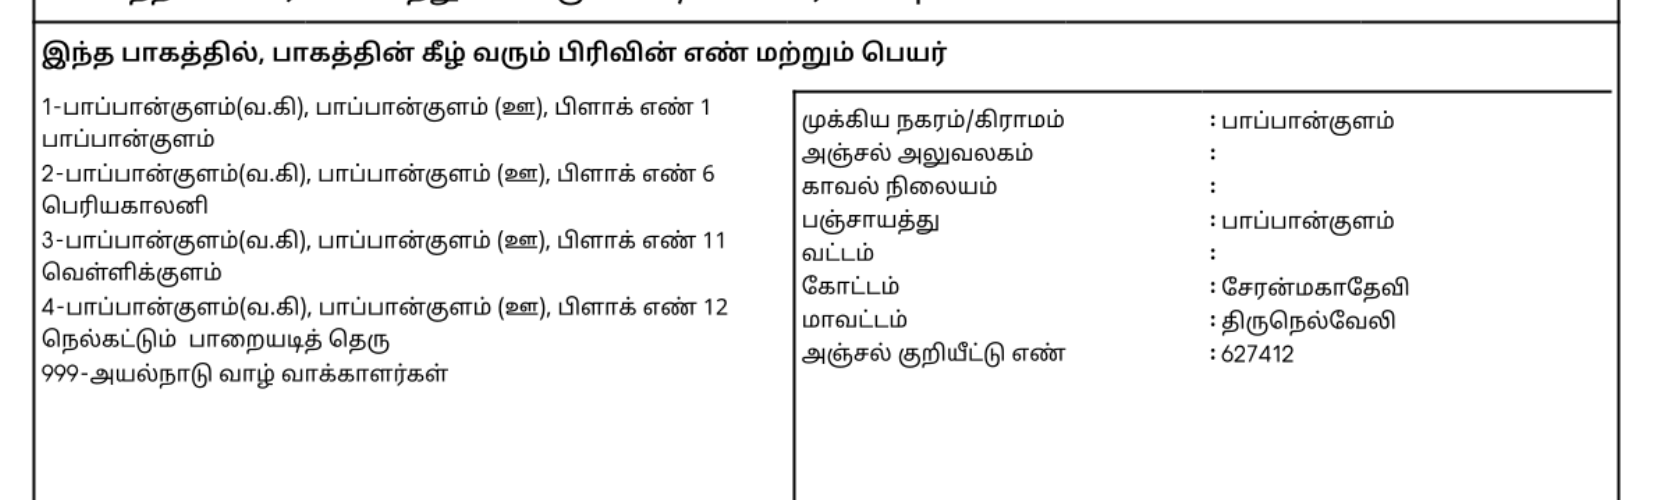 இந்த பாகத்தில், பாகத்தின் கீழ் வரும் பிரிவின் எண் மற்றும் பெயர்
1-பாப்பான்குளம்(வ.கி), பாப்பான்குளம் (ஊ), பிளாக் எண் 1
பாப்பான்குளம்
2-பாப்பான்குளம்(வ.கி), பாப்பான்குளம் (ஊ), பிளாக் எண் 6
பெரியகாலனி
3-பாப்பான்குளம்(வ.கி), பாப்பான்குளம் (ஊ), பிளாக் எண் 11
வெள்ளிக்குளம்
4-பாப்பான்குளம்(வ.கி), பாப்பான்குளம் (ஊ), பிளாக் எண் 12
நெல்கட்டும் பாறையடித் தெரு
999-அயல்நாடு வாழ் வாக்காளர்கள்
முக்கிய நகரம்/கிராமம் : பாப்பான்குளம்
அஞ்சல் அலுவலகம் :
காவல் நிலையம் :
பஞ்சாயத்து : பாப்பான்குளம்
வட்டம் :
கோட்டம் : சேரன்மகாதேவி
மாவட்டம் : திருநெல்வேலி
அஞ்சல் குறியீட்டு எண் : 627412